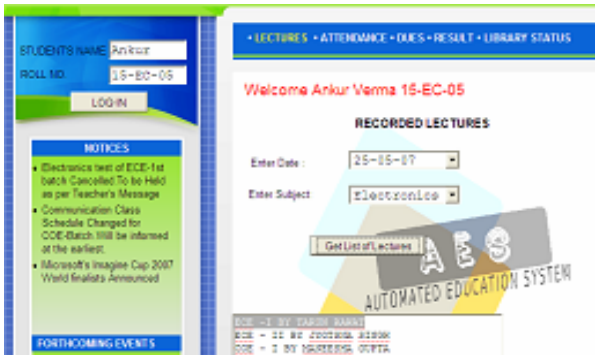 • LECTURES • ATTENDANCE • DUES • RESULT • LIBRARY STATUS
STUDENTS NAME Ankur
ROLL NO. 15-EC-05
LOGIN
NOTICES
• Electronics test of ECE-1st
batch Cancelled.To be Held
as per Teacher's Message
• Communication Class
Schedule Changed for
COE-Batch.Will be informed
at the earliest.
• Microsoft's Imagine Cup 2007
World finalists Announced
FORTHCOMING EVENTS
Welcome Ankur Verma 15-EC-05
RECORDED LECTURES
Enter Date : 25-05-07
Enter Subject Electronics
Get List of Lectures
AES
AUTOMATED EDUCATION SYSTEM
ECE - I BY TARUN
ECE - II BY JYOTSNA SINGH
COE - I BY GUPTA